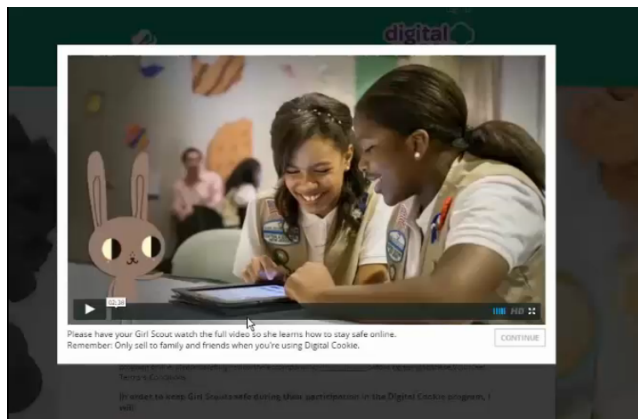 digital
02:30
HD
Please have your Girl Scout watch the full video so she learns how to stay safe online.
Remember: Only sell to family and friends when you're using Digital Cookie.
CONTINUE
In order to keep Girl Scouts safe during their participation in the Digital Cookie program, I
will: